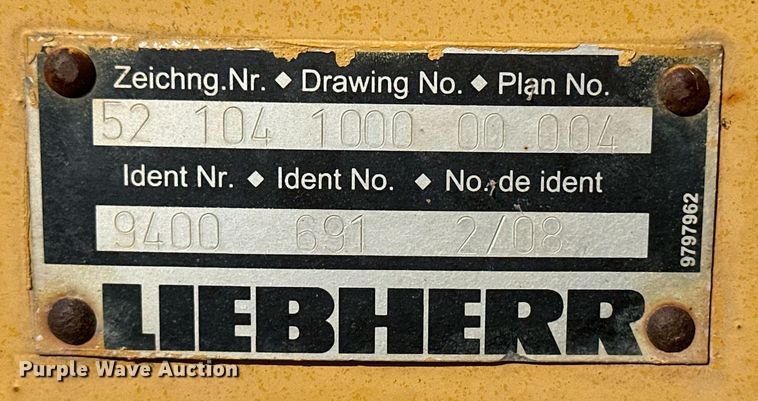 Zeichng.Nr. ◆ Drawing No. ◆ Plan No.
52 104 1000 00 004
Ident Nr. ◆ Ident No. ◆ No. de ident
9400 691 2/08
9797962
LIEBHERR
Purple Wave Auction